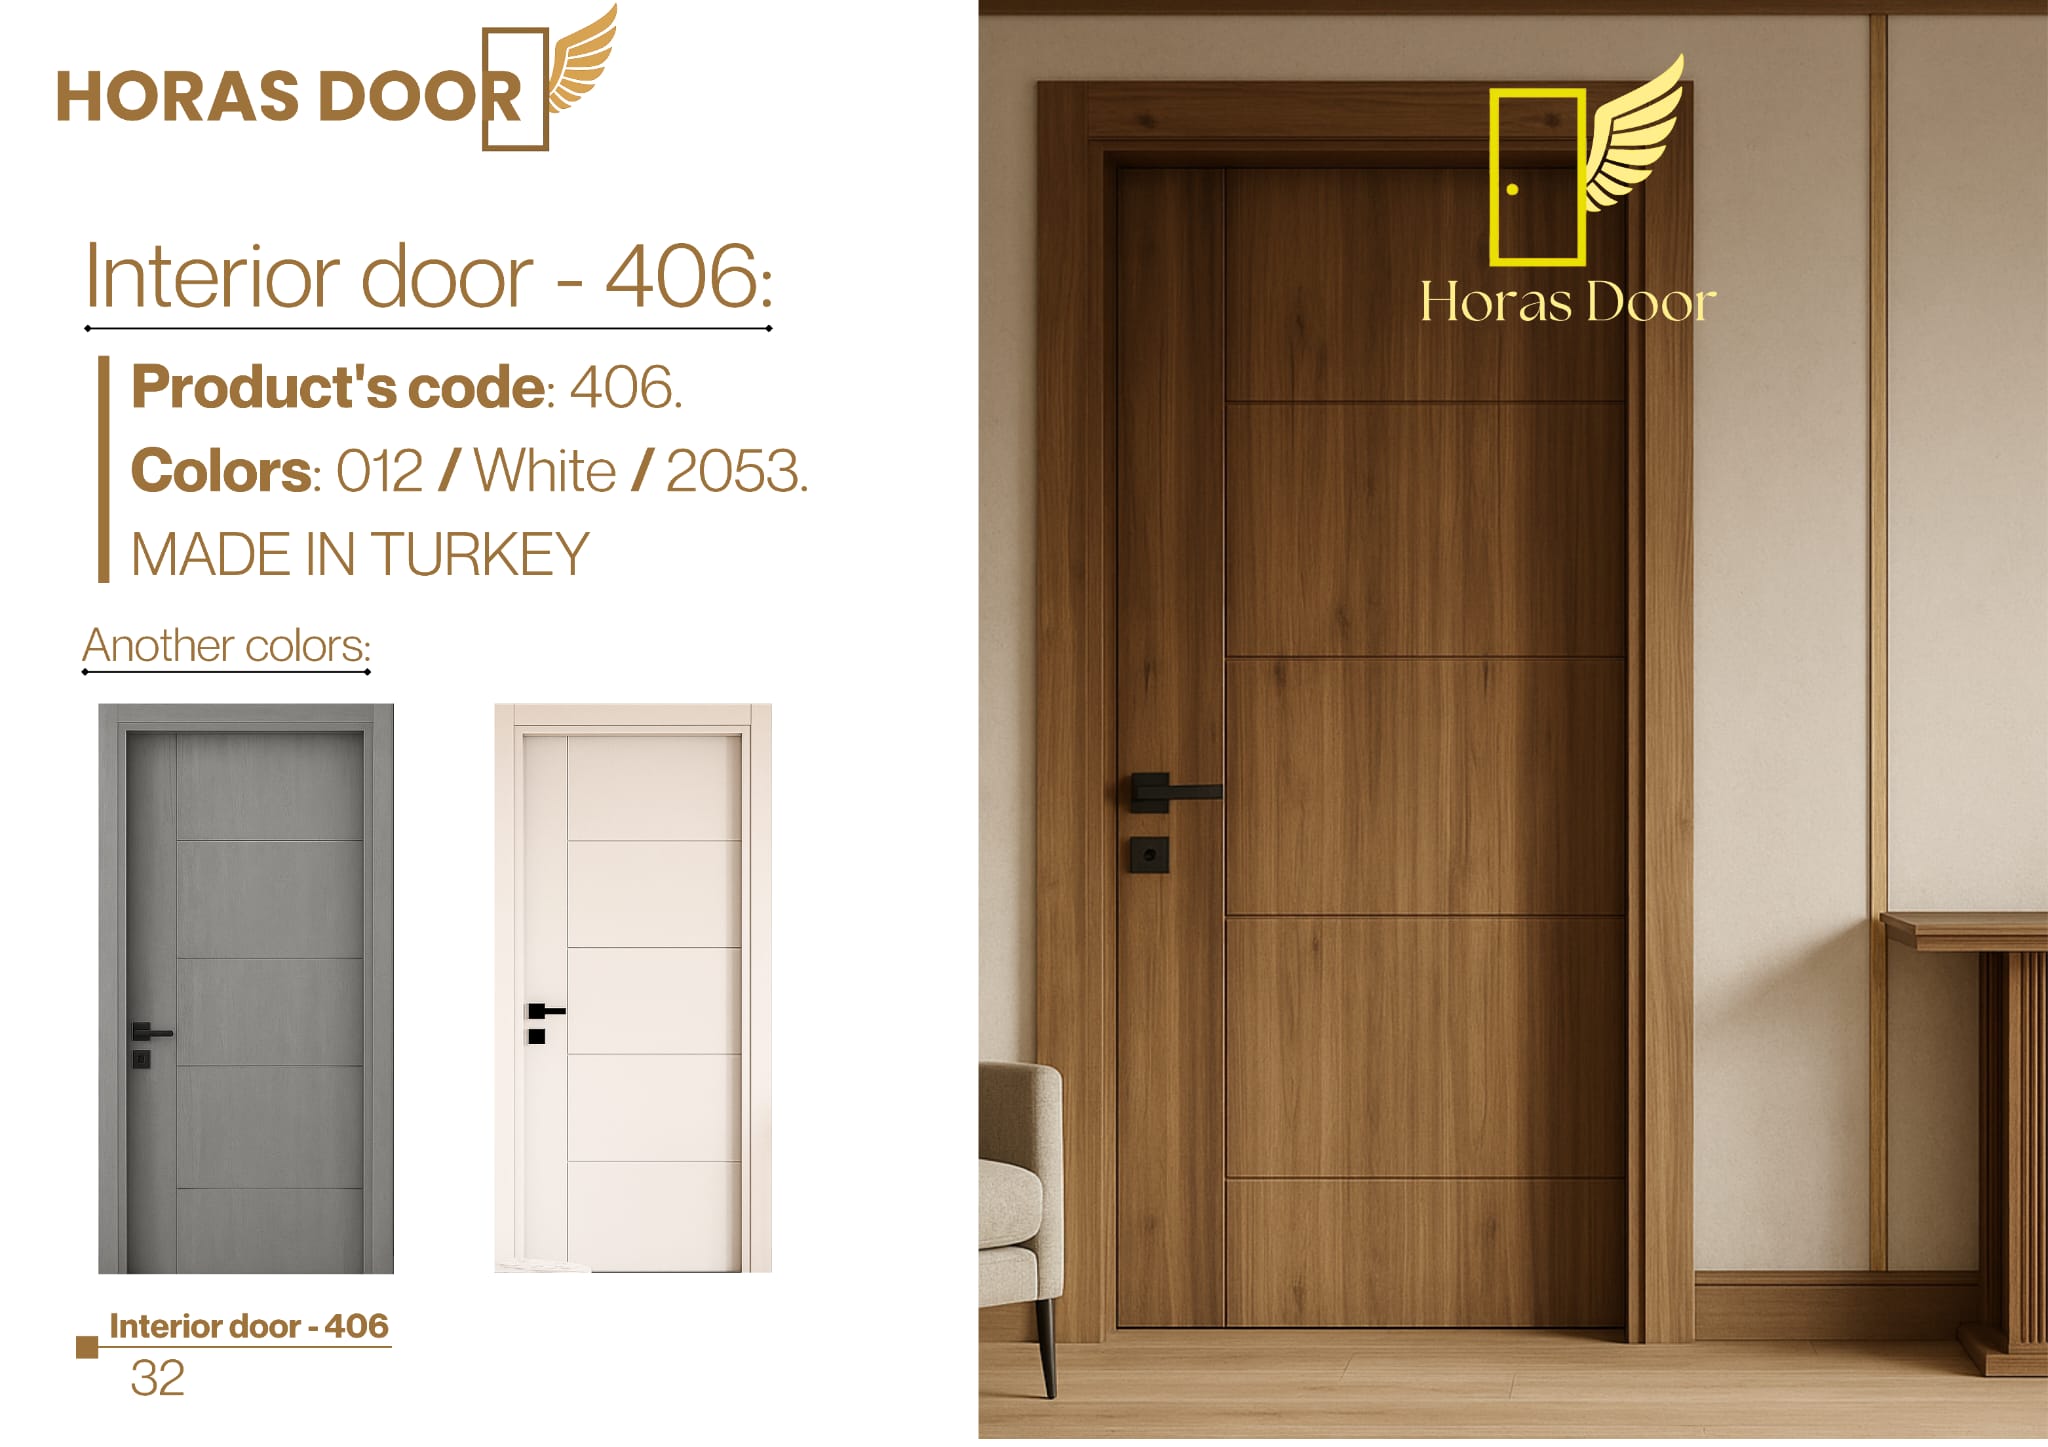 HORAS DOOR
Interior door - 406:
Product's code: 406.
Colors: 012 / White / 2053.
MADE IN TURKEY
Another colors:
Interior door - 406
32
Horas Door